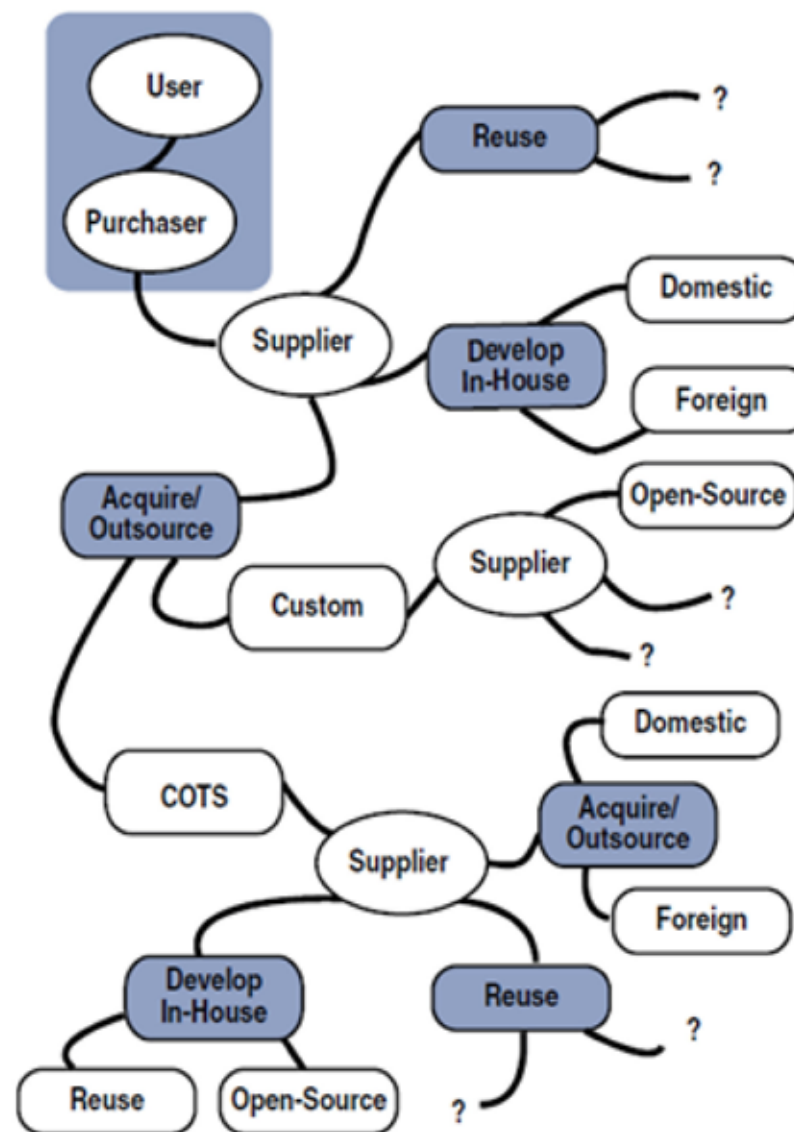 User
?
Reuse
?
Purchaser
Domestic
Supplier
Develop
In-House
Foreign
Acquire/
Outsource
Open-Source
Supplier
Custom
?
?
Domestic
COTS
Acquire/
Outsource
Supplier
Foreign
Develop
In-House
Reuse
?
Reuse
Open-Source
?